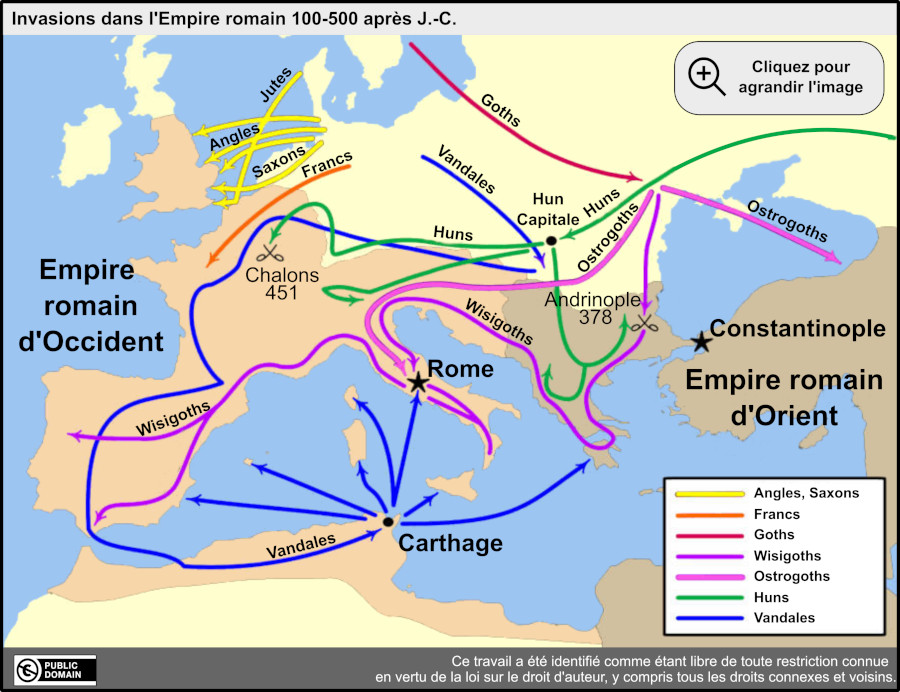 Invasions dans l'Empire romain 100-500 après J.-C.
Cliquez pour
agrandir l'image
Jutes
Angles
Saxons
Francs
Goths
Vandales
Hun
Capitale
Huns
Huns
Ostrogoths
Ostrogoths
Chalons
451
Andrinople
378
Wisigoths
Empire
romain
d'Occident
Constantinople
Rome
Empire romain
d'Orient
Wisigoths
Vandales
Carthage
Angles, Saxons
Francs
Goths
Wisigoths
Ostrogoths
Huns
Vandales
PUBLIC
DOMAIN
Ce travail a été identifié comme étant libre de toute restriction connue
en vertu de la loi sur le droit d'auteur, y compris tous les droits connexes et voisins.